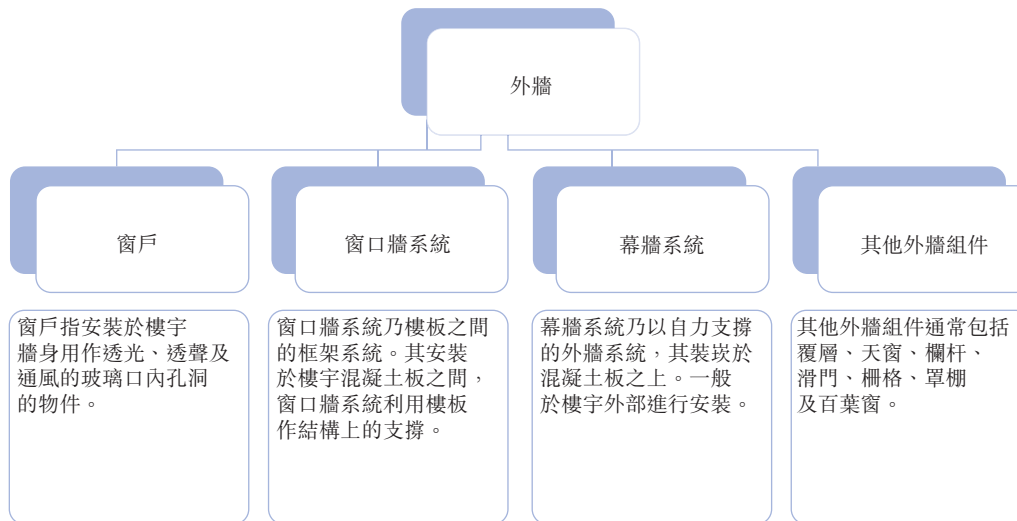 外牆
窗戶
窗口牆系統
幕牆系統
其他外牆組件
窗戶指安裝於樓宇
牆身用作透光、透聲及
通風的玻璃口內孔洞
的物件。
窗口牆系統乃樓板之間
的框架系統。其安裝
於樓宇混凝土板之間，
窗口牆系統利用樓板
作結構上的支撐。
幕牆系統乃以自力支撐
的外牆系統，其裝崁於
混凝土板之上。一般
於樓宇外部進行安裝。
其他外牆組件通常包括
覆層、天窗、欄杆、
滑門、柵格、罩棚
及百葉窗。